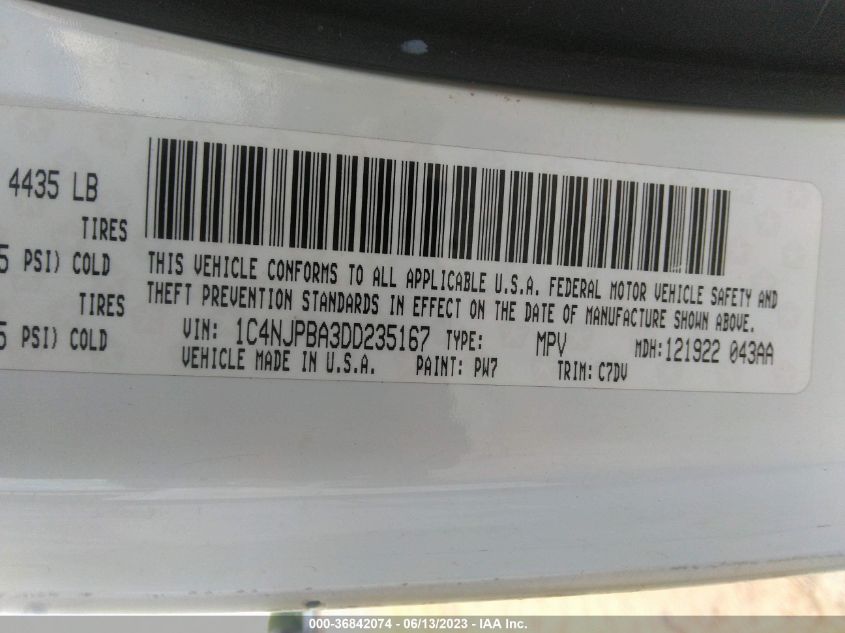 4435 LB
TIRES
5 PSI) COLD
TIRES
5 PSI) COLD
THIS VEHICLE CONFORMS TO ALL APPLICABLE U.S.A. FEDERAL MOTOR VEHICLE SAFETY AND
THEFT PREVENTION STANDARDS IN EFFECT ON THE DATE OF MANUFACTURE SHOWN ABOVE.
VIN: 1C4NJPBA3DD235167 TYPE: MPV MDH:121922 043AA
VEHICLE MADE IN U.S.A. PAINT: PW7 TRIM: C7DV
000-36842074 - 06/13/2023 - IAA Inc.